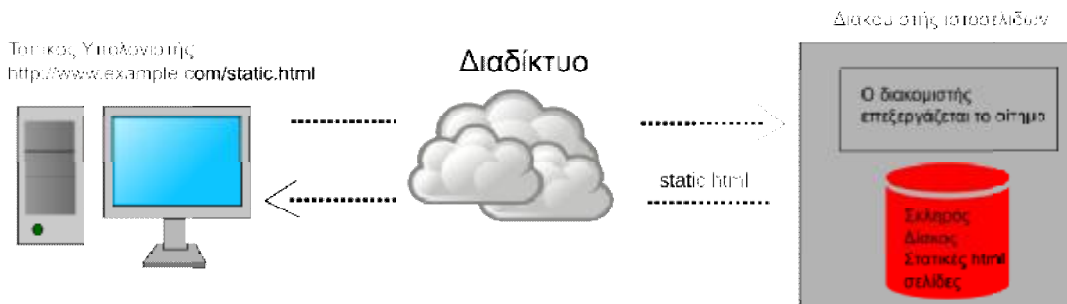 Διακομιστής ιστοσελίδων
Τοπικος Υπολογιστής
http://www.example.com/static.html
Διαδίκτυο
Ο διακομιστής
επεξεργάζεται το αίτημα
static.html
Σκληρός
Δίσκος
Στατικές html
σελίδες